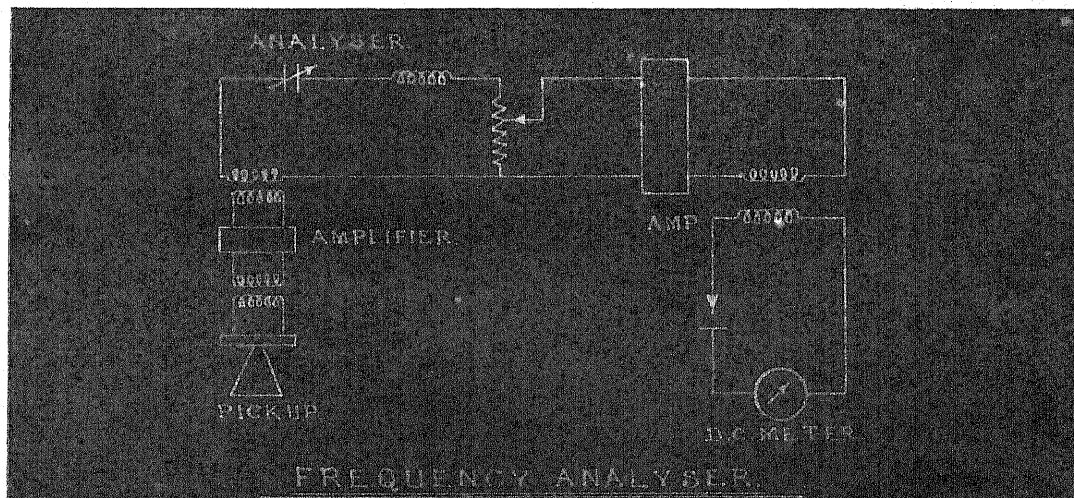 ANALYSER
AMP
AMPLIFIER
PICKUP
D.C. METER
FREQUENCY ANALYSER.